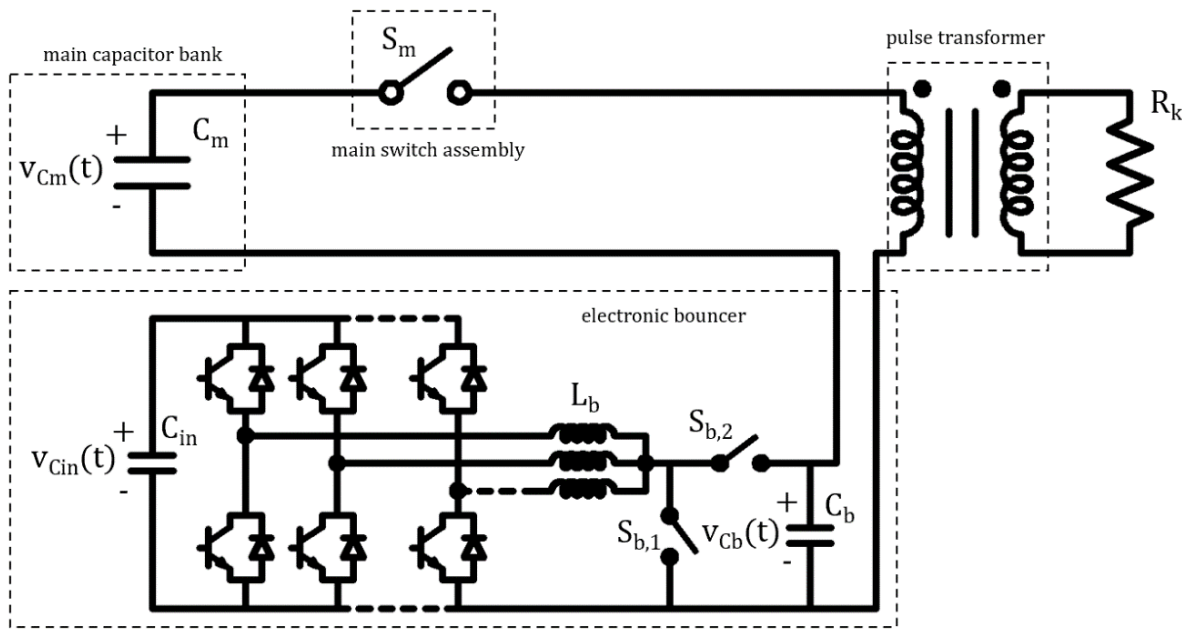 main capacitor bank
S_m
pulse transformer
+
C_m
v_Cm(t)
-
main switch assembly
R_k
electronic bouncer
+
C_in
v_Cin(t)
-
L_b
S_b,2
S_b,1
+
C_b
v_Cb(t)
-